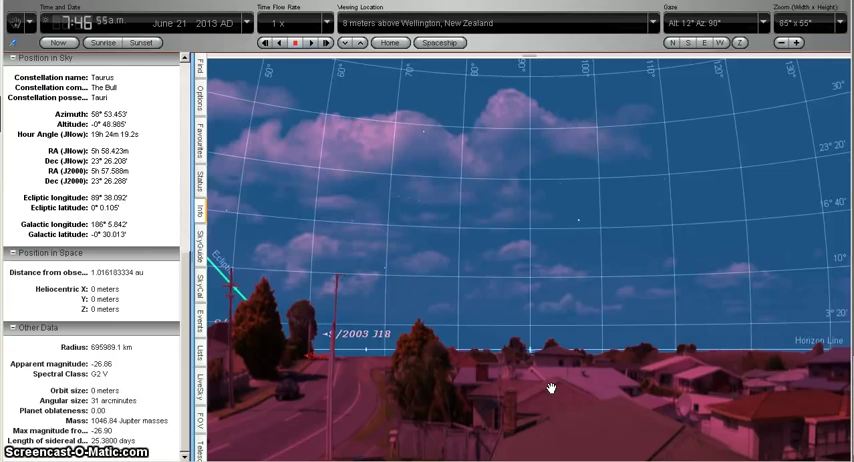 Time and Date
Time Flow Rate
Viewing Location
Gaze
Zoom (Width x Height)
7:46 55a.m.
June 21 2013 AD
1 x
8 meters above Wellington, New Zealand
Alt: 12° Az: 90°
85° x 55°
Now
Sunrise
Sunset
Home
Spaceship
N
S
E
W
Z
Position in Sky
Constellation name: Taurus
Constellation com... The Bull
Constellation posse... Tauri
Azimuth: 58° 53.453'
Altitude: -0° 48.985'
Hour Angle (JNow): 19h 24m 19.2s
RA (JNow): 5h 58.423m
Dec (JNow): 23° 26.208'
RA (J2000): 5h 57.588m
Dec (J2000): 23° 26.288'
Ecliptic longitude: 89° 38.092'
Ecliptic latitude: 0° 0.105'
Galactic longitude: 186° 5.842'
Galactic latitude: -0° 30.013'
Position in Space
Distance from obse... 1.016183334 au
Heliocentric X: 0 meters
Y: 0 meters
Z: 0 meters
Other Data
Radius: 695989.1 km
Apparent magnitude: -26.86
Spectral Class: G2 V
Orbit size: 0 meters
Angular size: 31 arcminutes
Planet oblateness: 0.00
Mass: 1046.84 Jupiter masses
Max magnitude fro... -26.90
Length of sidereal d... 25.3800 days
Find
Options
Favourites
Status
Info
SkyGuide
SkyCal
Events
Lists
LiveSky
FOV
Telesc
50°
60°
70°
80°
90°
100°
110°
120°
130°
30°
23° 20'
16° 40'
10°
3° 20'
Eclipt
S/2003 J18
Horizon Line
Screencast-O-Matic.com